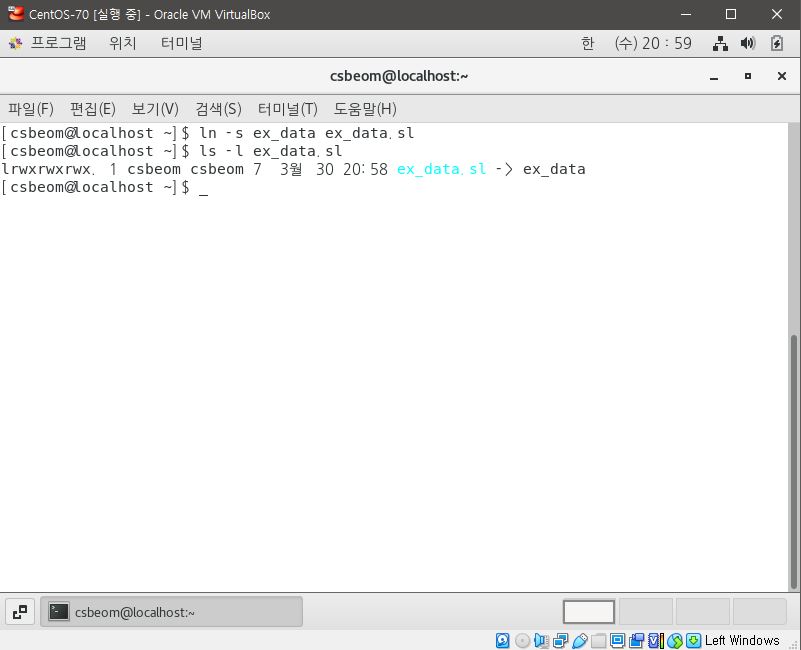 CentOS-70 [실행 중] - Oracle VM VirtualBox
프로그램 위치 터미널 한 (수) 20 : 59
csbeom@localhost:~
파일(F) 편집(E) 보기(V) 검색(S) 터미널(T) 도움말(H)
[csbeom@localhost ~]$ ln -s ex_data ex_data.sl
[csbeom@localhost ~]$ ls -l ex_data.sl
lrwxrwxrwx. 1 csbeom csbeom 7 3월 30 20:58 ex_data.sl -> ex_data
[csbeom@localhost ~]$ _
csbeom@localhost:~
Left Windows